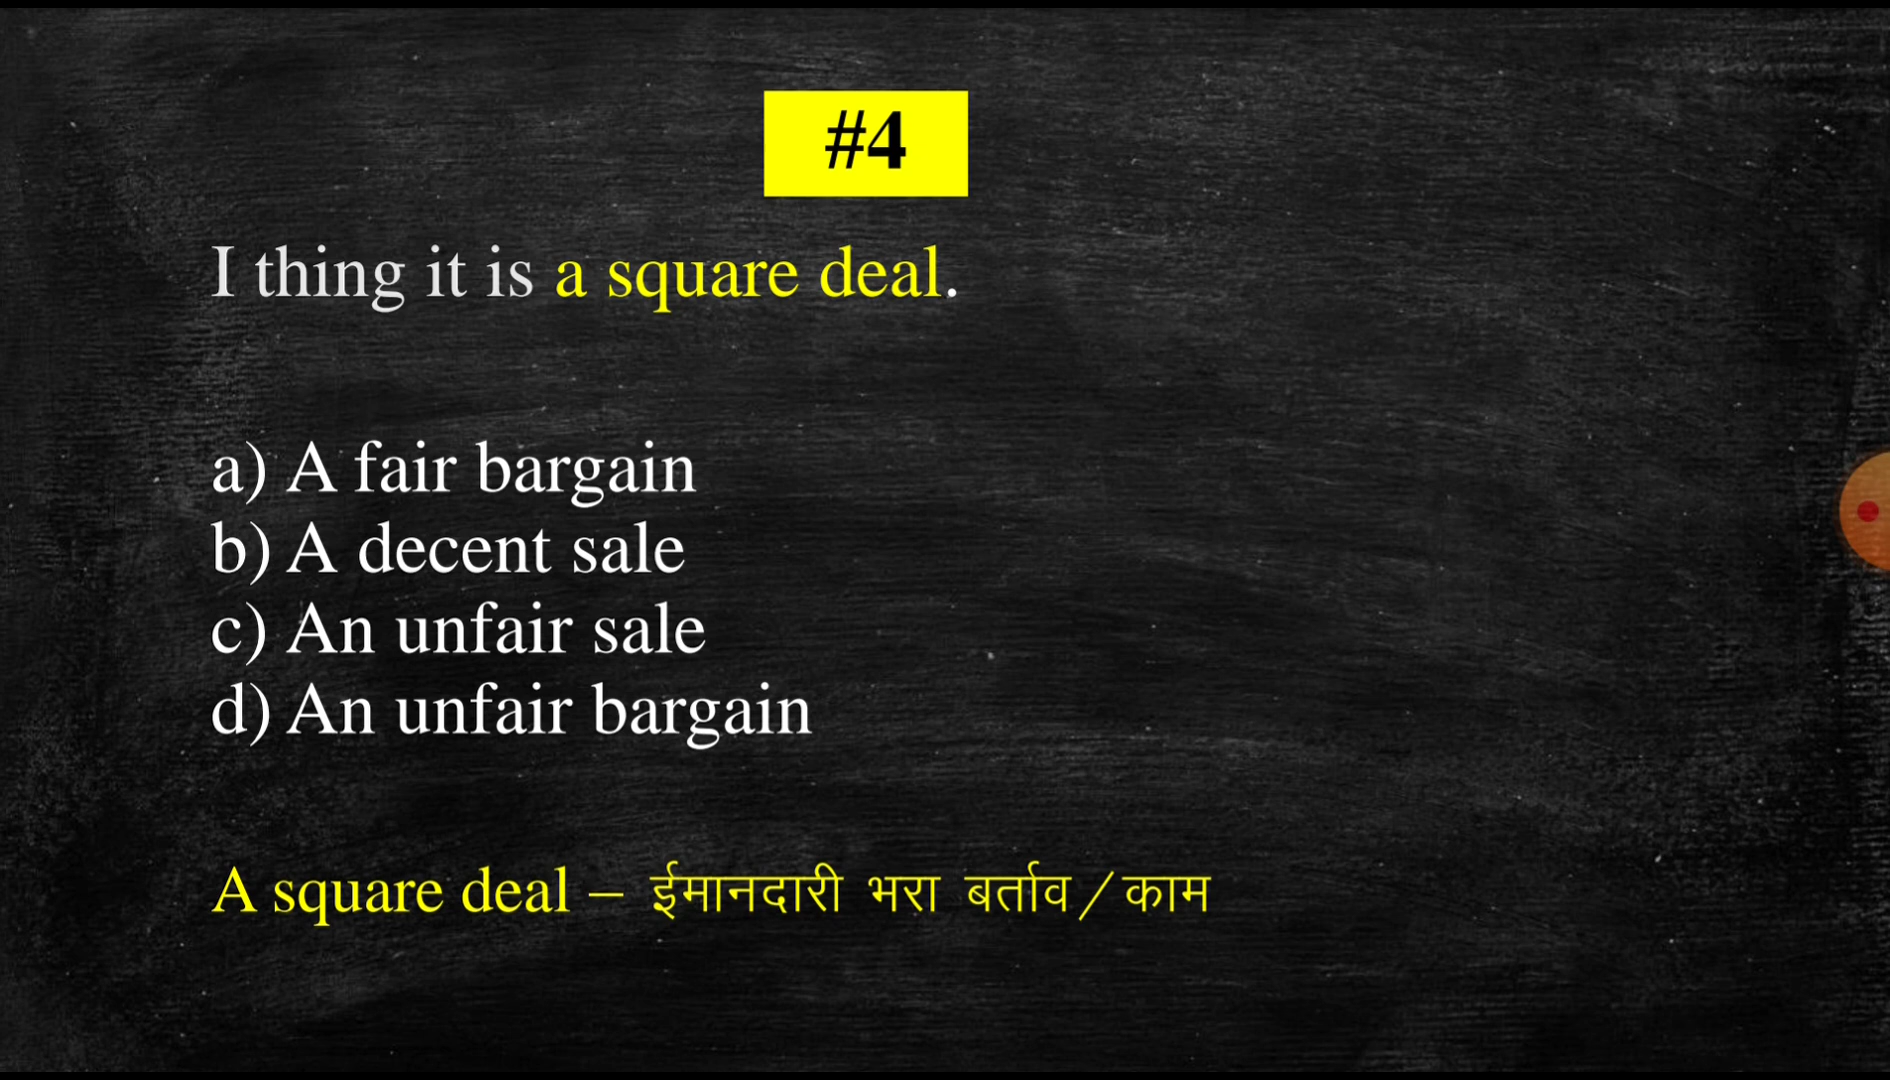 #4
I thing it is a square deal.
a) A fair bargain
b) A decent sale
c) An unfair sale
d) An unfair bargain
A square deal – ईमानदारी भरा बर्ताव/काम